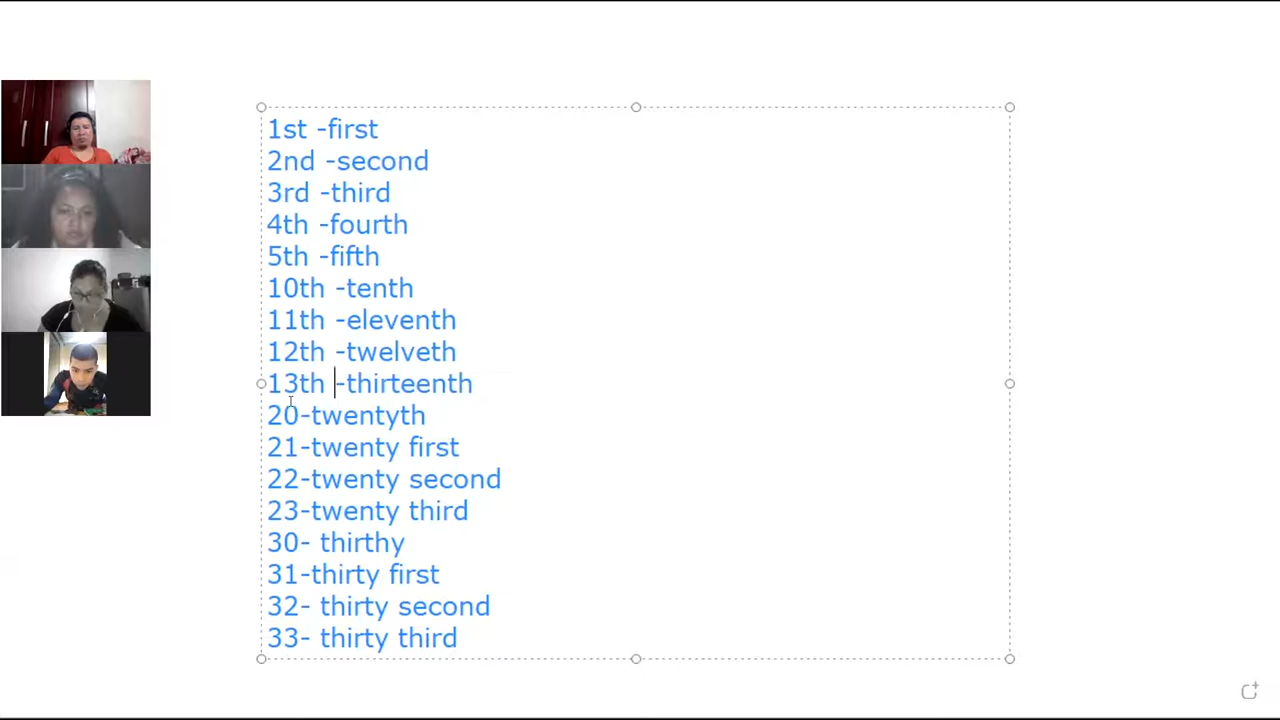 1st -first
2nd -second
3rd -third
4th -fourth
5th -fifth
10th -tenth
11th -eleventh
12th -twelveth
13th -thirteenth
20-twentyth
21-twenty first
22-twenty second
23-twenty third
30- thirthy
31-thirty first
32- thirty second
33- thirty third